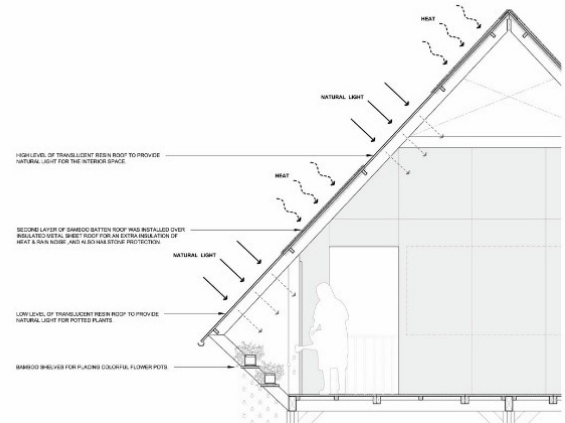 HEAT
NATURAL LIGHT
HIGH LEVEL OF TRANSLUCENT RESIN ROOF TO PROVIDE
NATURAL LIGHT FOR THE INTERIOR SPACE.
HEAT
SECOND LAYER OF BAMBOO BATTEN ROOF WAS INSTALLED OVER
INSULATED METAL SHEET ROOF FOR AN EXTRA INSULATION OF
HEAT & RAIN NOISE, AND ALSO HAILSTONE PROTECTION.
NATURAL LIGHT
LOW LEVEL OF TRANSLUCENT RESIN ROOF TO PROVIDE
NATURAL LIGHT FOR POTTED PLANTS.
BAMBOO SHELVES FOR PLACING COLORFUL FLOWER POTS.